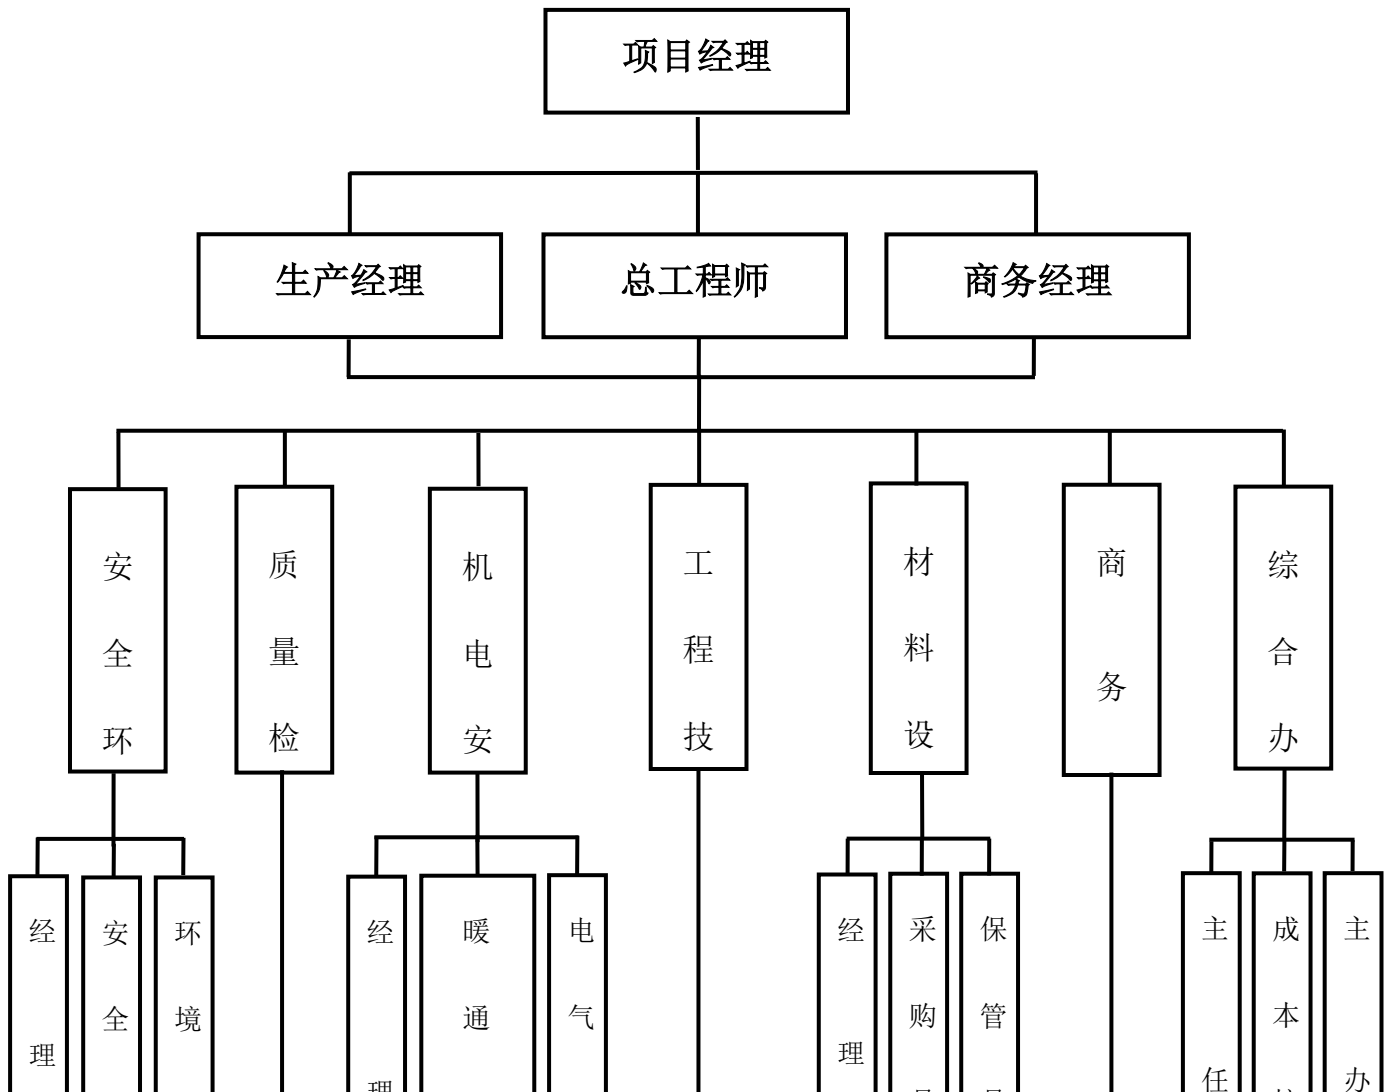 项目经理
生产经理
总工程师
商务经理
安全环
质量检
机电安
工程技
材料设
商务
综合办
经理
安全
环境
经理
暖通
电气
经理
采购
保管
主任
成本
主办